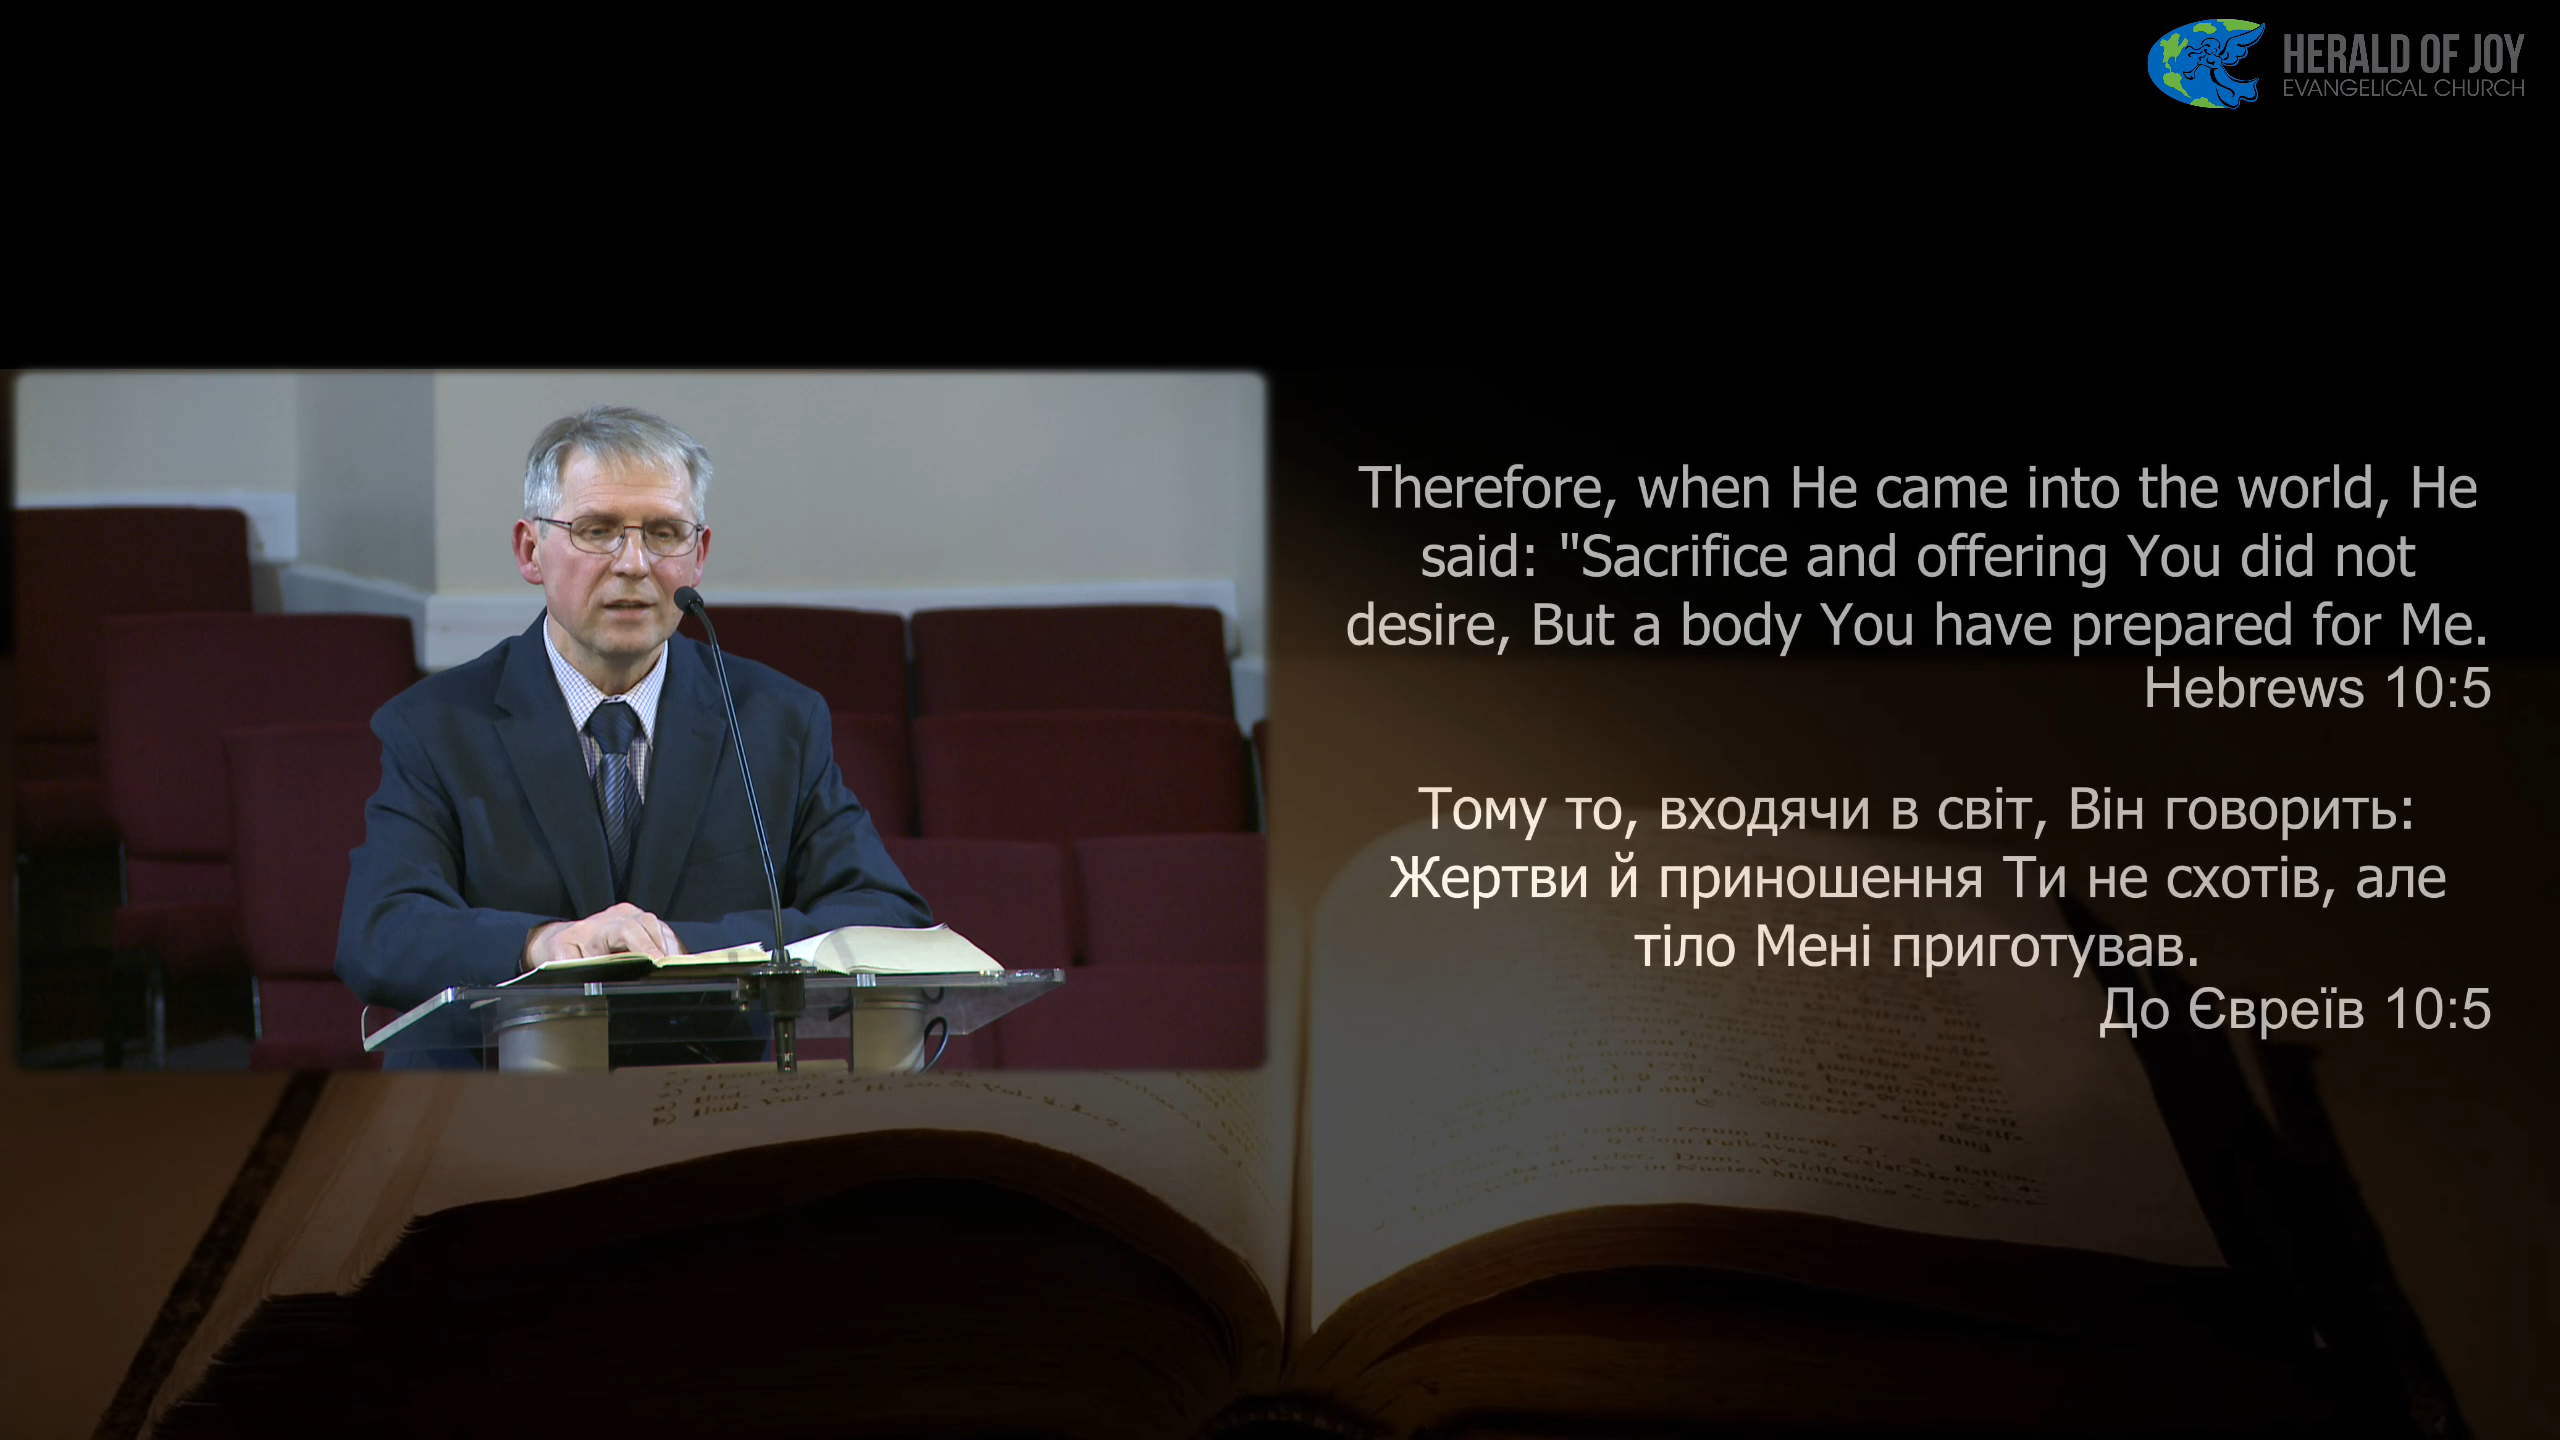 HERALD OF JOY
EVANGELICAL CHURCH
Therefore, when He came into the world, He
said: "Sacrifice and offering You did not
desire, But a body You have prepared for Me.
Hebrews 10:5
Тому то, входячи в світ, Він говорить:
Жертви й приношення Ти не схотів, але
тіло Мені приготував.
До Євреїв 10:5